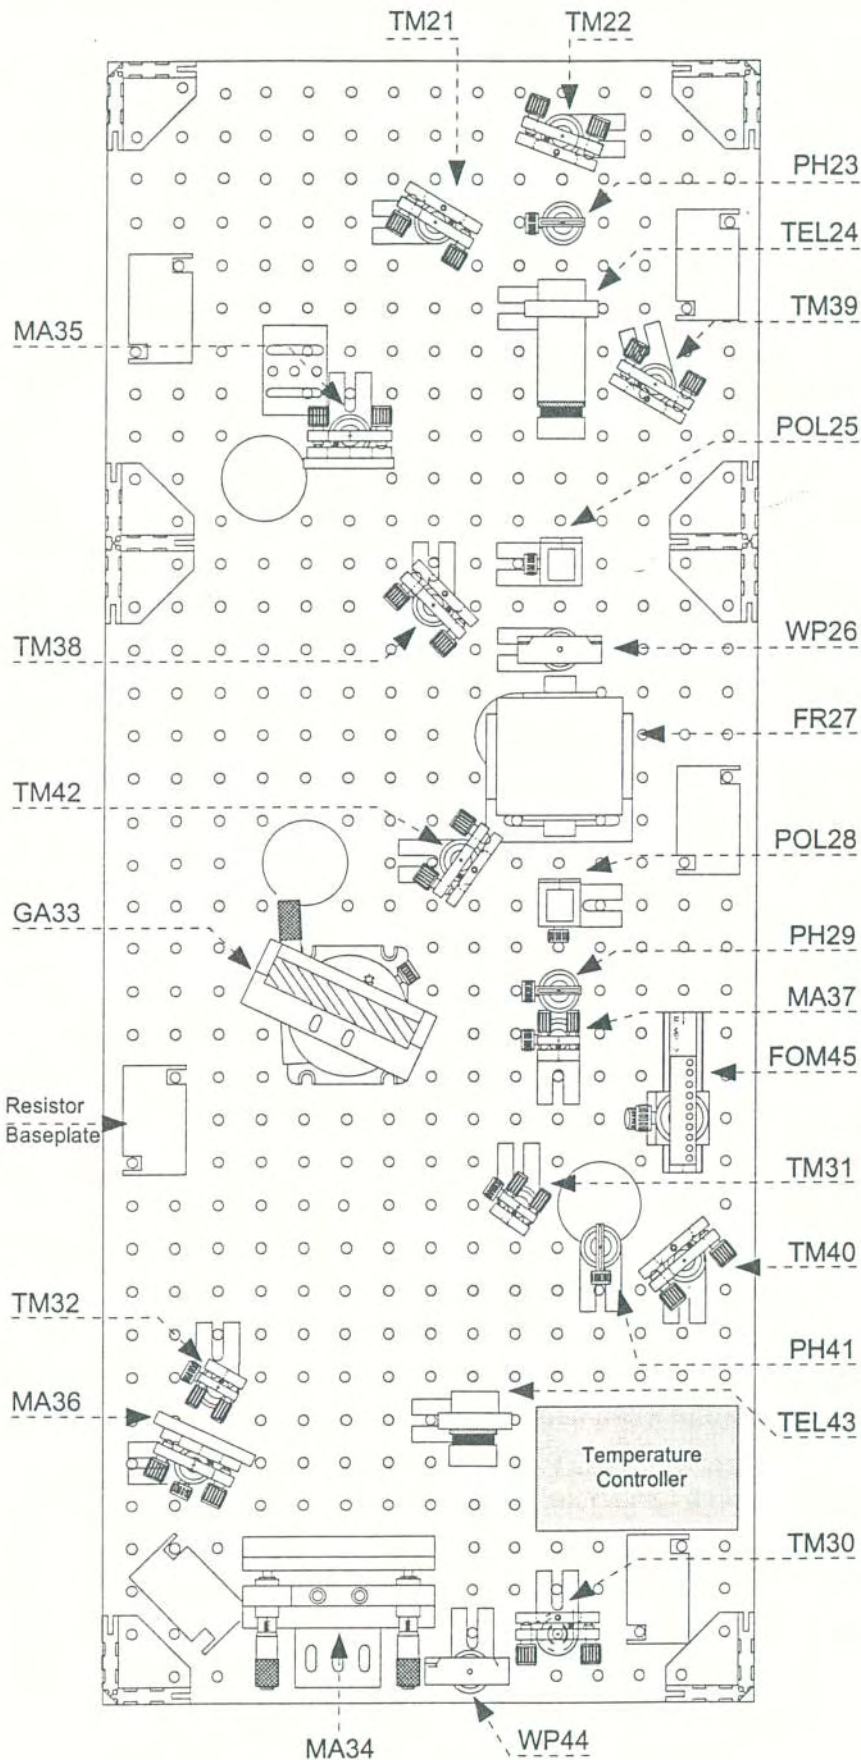 TM21
TM22
PH23
TEL24
TM39
MA35
POL25
TM38
WP26
FR27
TM42
POL28
GA33
PH29
MA37
FOM45
Resistor
Baseplate
TM31
TM40
TM32
PH41
MA36
TEL43
Temperature
Controller
TM30
WP44
MA34